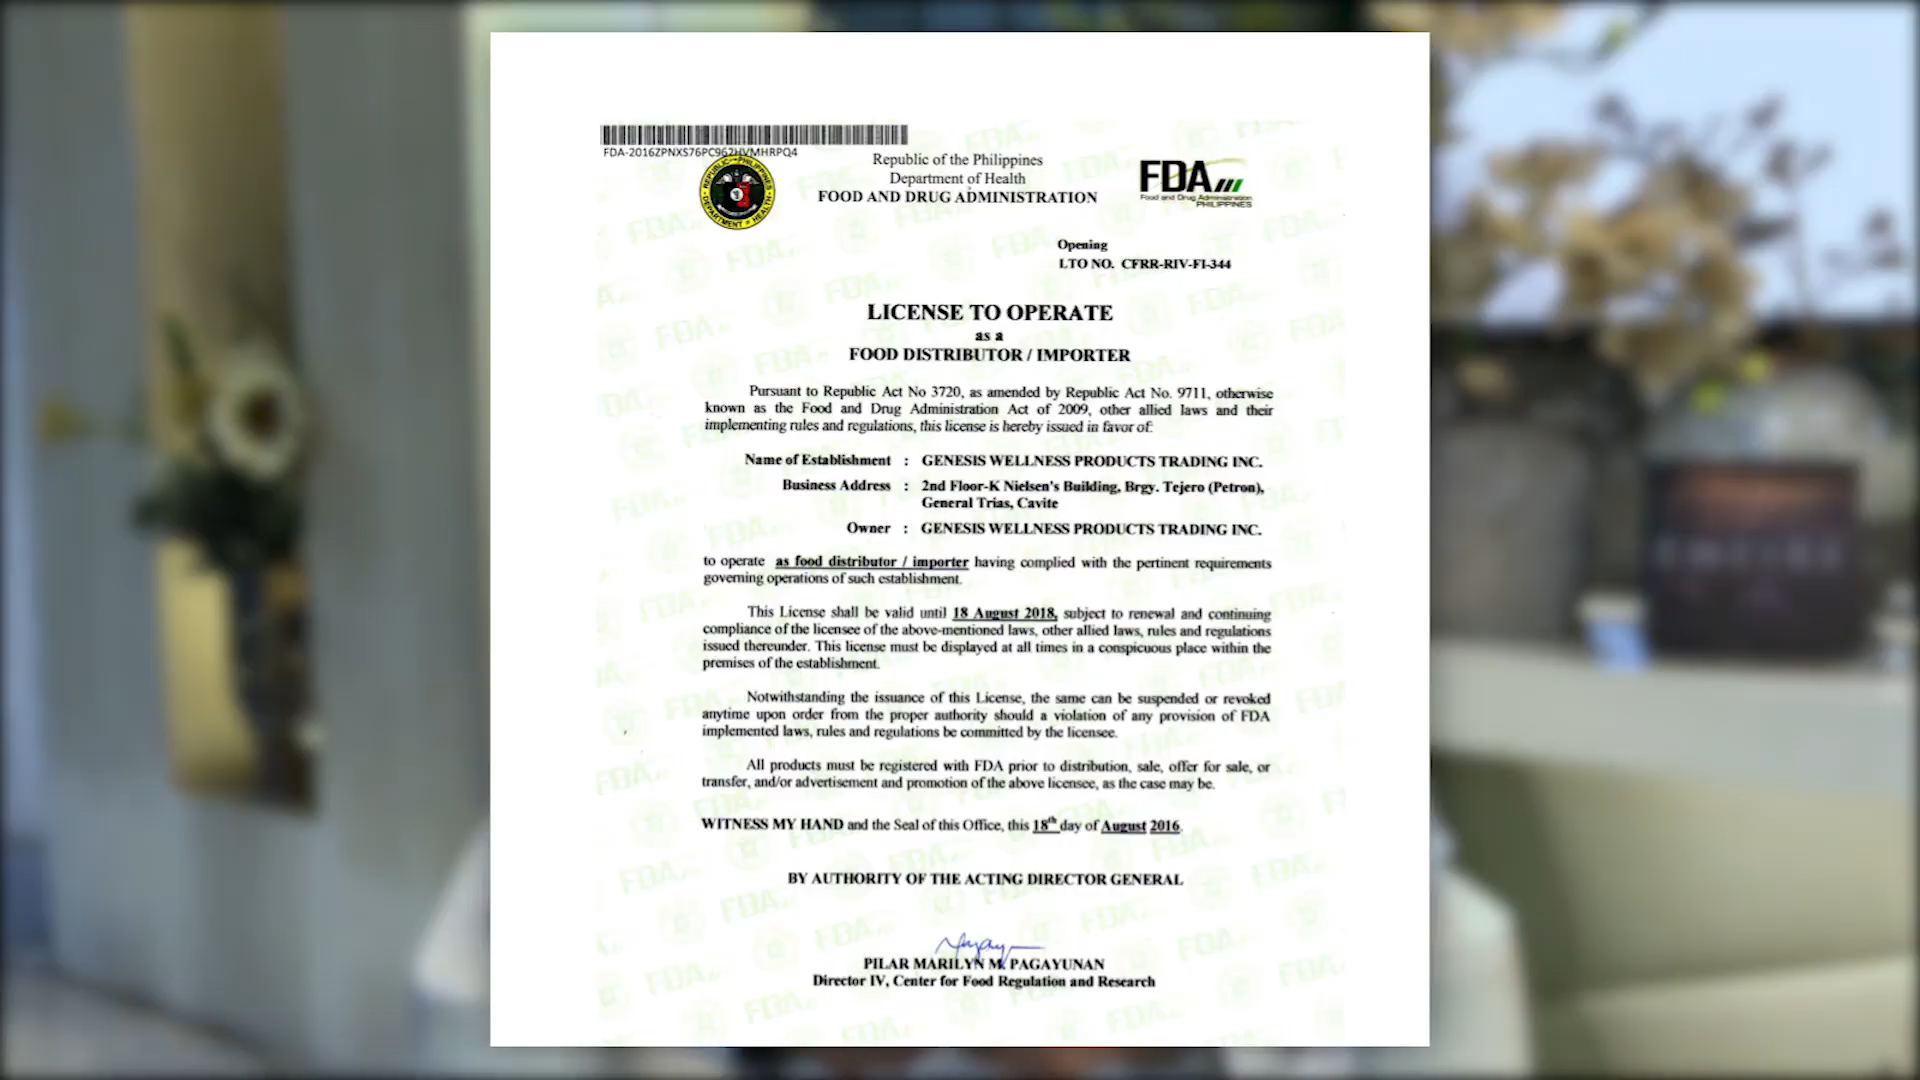 FDA-2016ZPNXS76PC967HVMHRPQ4
Republic of the Philippines
Department of Health
FOOD AND DRUG ADMINISTRATION
FDA
Food and Drug Administration
PHILIPPINES
REPUBLIC OF THE PHILIPPINES
DEPARTMENT OF HEALTH
Opening
LTO NO. CFRR-RIV-FI-344
LICENSE TO OPERATE
as a
FOOD DISTRIBUTOR / IMPORTER
Pursuant to Republic Act No 3720, as amended by Republic Act No. 9711, otherwise
known as the Food and Drug Administration Act of 2009, other allied laws and their
implementing rules and regulations, this license is hereby issued in favor of:
Name of Establishment : GENESIS WELLNESS PRODUCTS TRADING INC.
Business Address : 2nd Floor-K Nielsen's Building, Brgy. Tejero (Petron),
General Trias, Cavite
Owner : GENESIS WELLNESS PRODUCTS TRADING INC.
to operate as food distributor / importer having complied with the pertinent requirements
governing operations of such establishment.
This License shall be valid until 18 August 2018, subject to renewal and continuing
compliance of the licensee of the above-mentioned laws, other allied laws, rules and regulations
issued thereunder. This license must be displayed at all times in a conspicuous place within the
premises of the establishment.
Notwithstanding the issuance of this License, the same can be suspended or revoked
anytime upon order from the proper authority should a violation of any provision of FDA
implemented laws, rules and regulations be committed by the licensee.
All products must be registered with FDA prior to distribution, sale, offer for sale, or
transfer, and/or advertisement and promotion of the above licensee, as the case may be.
WITNESS MY HAND and the Seal of this Office, this 18th day of August 2016.
BY AUTHORITY OF THE ACTING DIRECTOR GENERAL
PILAR MARILYN M. PAGAYUNAN
Director IV, Center for Food Regulation and Research